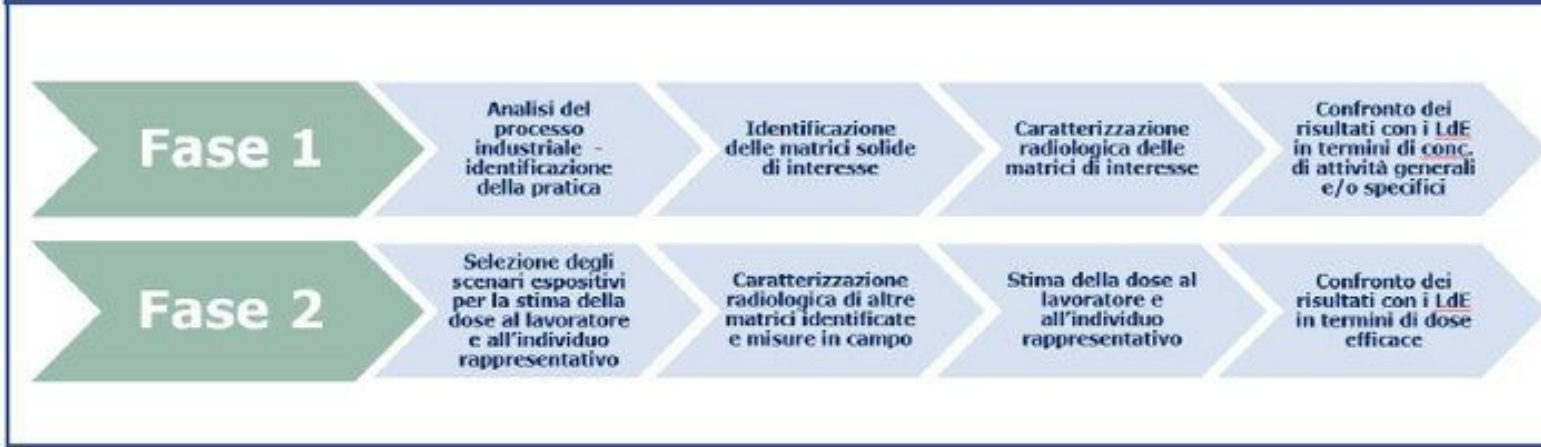 Fase 1
Analisi del
processo
industriale -
identificazione
della pratica
Identificazione
delle matrici solide
di interesse
Caratterizzazione
radiologica delle
matrici di interesse
Confronto dei
risultati con i LdE
in termini di conc.
di attività generali
e/o specifici
Fase 2
Selezione degli
scenari espositivi
per la stima della
dose al lavoratore
e all'individuo
rappresentativo
Caratterizzazione
radiologica di altre
matrici identificate
e misure in campo
Stima della dose al
lavoratore e
all'individuo
rappresentativo
Confronto dei
risultati con i LdE
in termini di dose
efficace